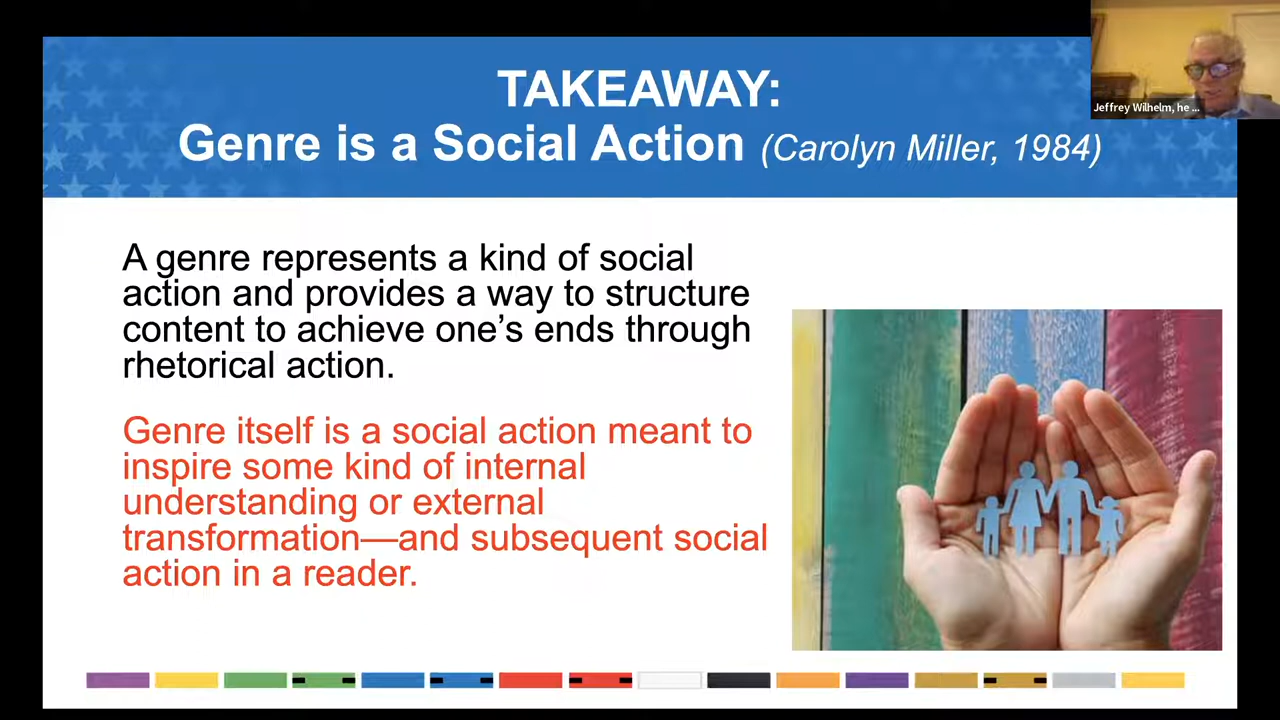 TAKEAWAY:
Genre is a Social Action (Carolyn Miller, 1984)
Jeffrey Wilhelm, he ...
A genre represents a kind of social
action and provides a way to structure
content to achieve one’s ends through
rhetorical action.
Genre itself is a social action meant to
inspire some kind of internal
understanding or external
transformation—and subsequent social
action in a reader.